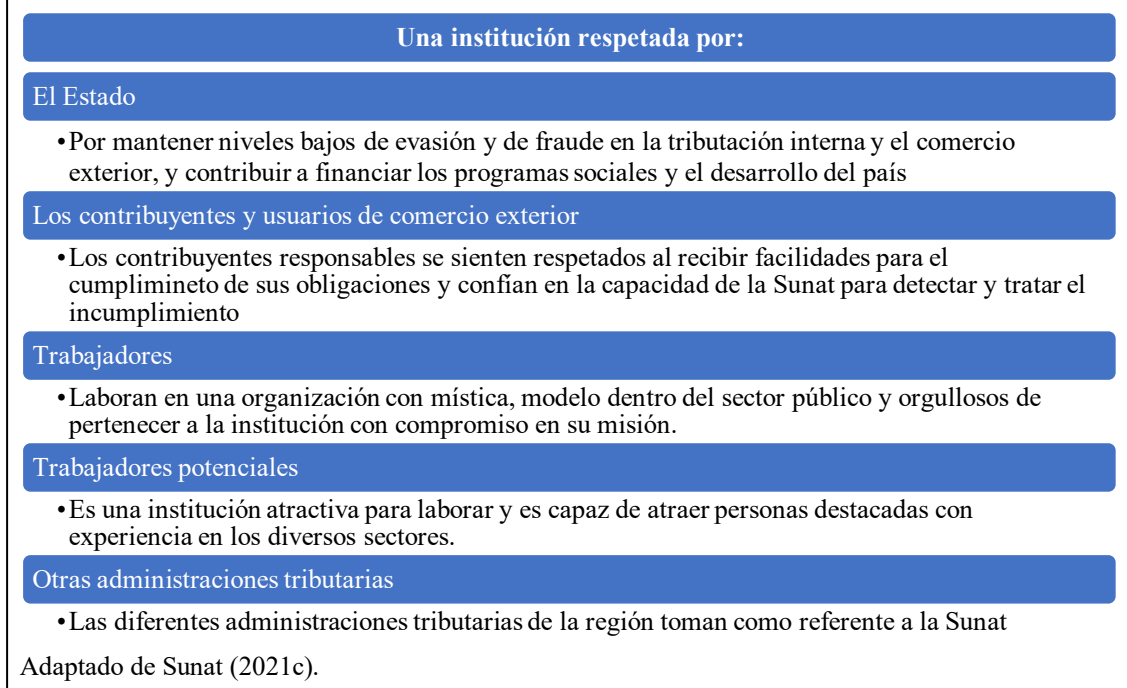 Una institución respetada por:
El Estado
•Por mantener niveles bajos de evasión y de fraude en la tributación interna y el comercio
exterior, y contribuir a financiar los programas sociales y el desarrollo del país
Los contribuyentes y usuarios de comercio exterior
•Los contribuyentes responsables se sienten respetados al recibir facilidades para el
cumplimineto de sus obligaciones y confían en la capacidad de la Sunat para detectar y tratar el
incumplimiento
Trabajadores
•Laboran en una organización con mística, modelo dentro del sector público y orgullosos de
pertenecer a la institución con compromiso en su misión.
Trabajadores potenciales
•Es una institución atractiva para laborar y es capaz de atraer personas destacadas con
experiencia en los diversos sectores.
Otras administraciones tributarias
•Las diferentes administraciones tributarias de la región toman como referente a la Sunat
Adaptado de Sunat (2021c).